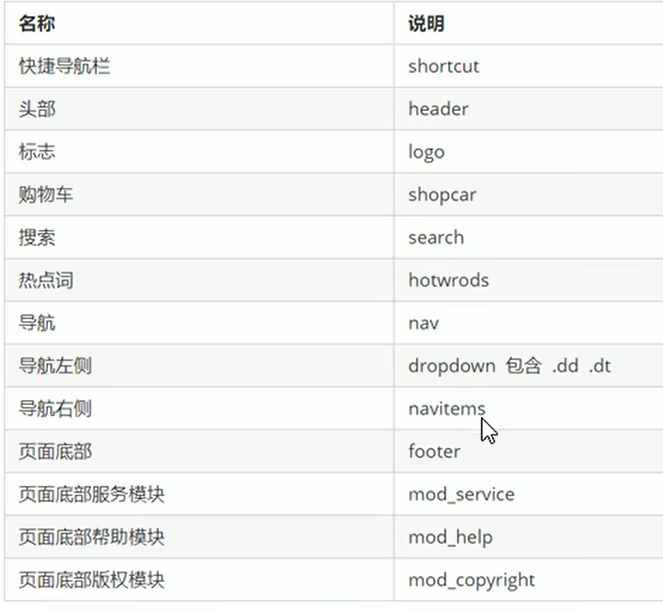 名称 说明
快捷导航栏 shortcut
头部 header
标志 logo
购物车 shopcar
搜索 search
热点词 hotwrods
导航 nav
导航左侧 dropdown 包含 .dd .dt
导航右侧 navitems
页面底部 footer
页面底部服务模块 mod_service
页面底部帮助模块 mod_help
页面底部版权模块 mod_copyright